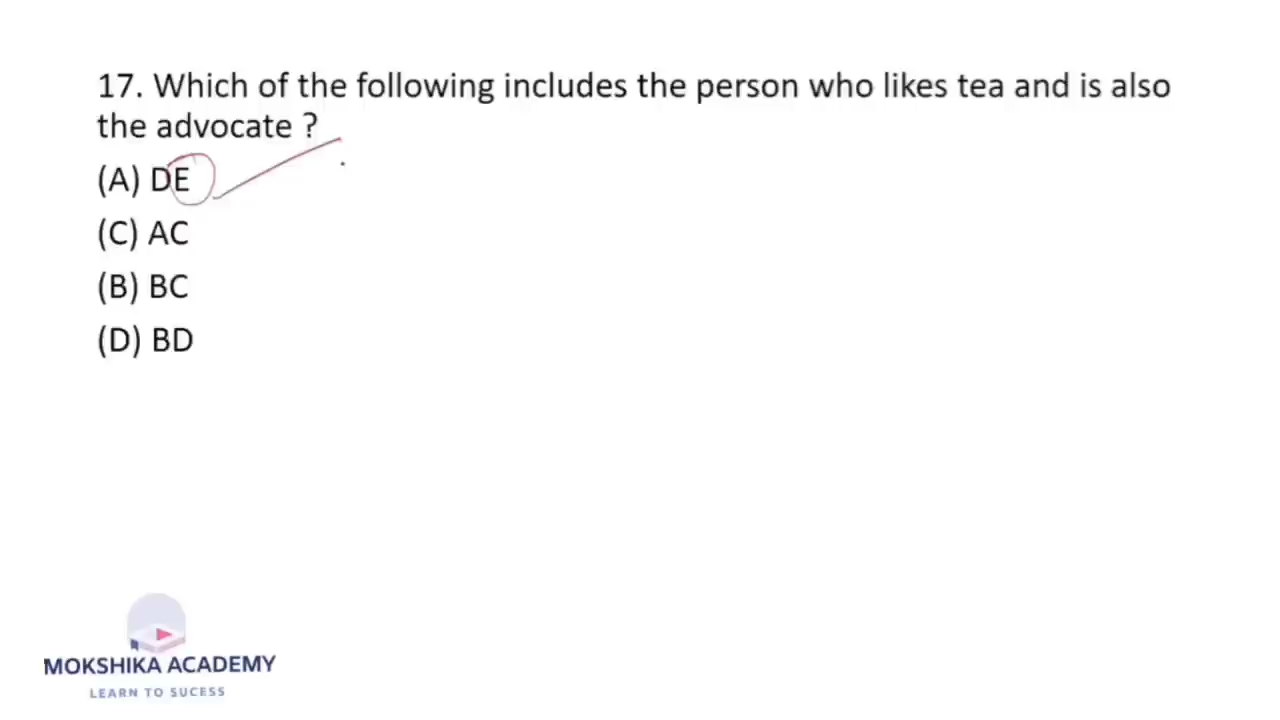 17. Which of the following includes the person who likes tea and is also
the advocate ?
(A) DE
(C) AC
(B) BC
(D) BD
MOKSHIKA ACADEMY
LEARN TO SUCESS